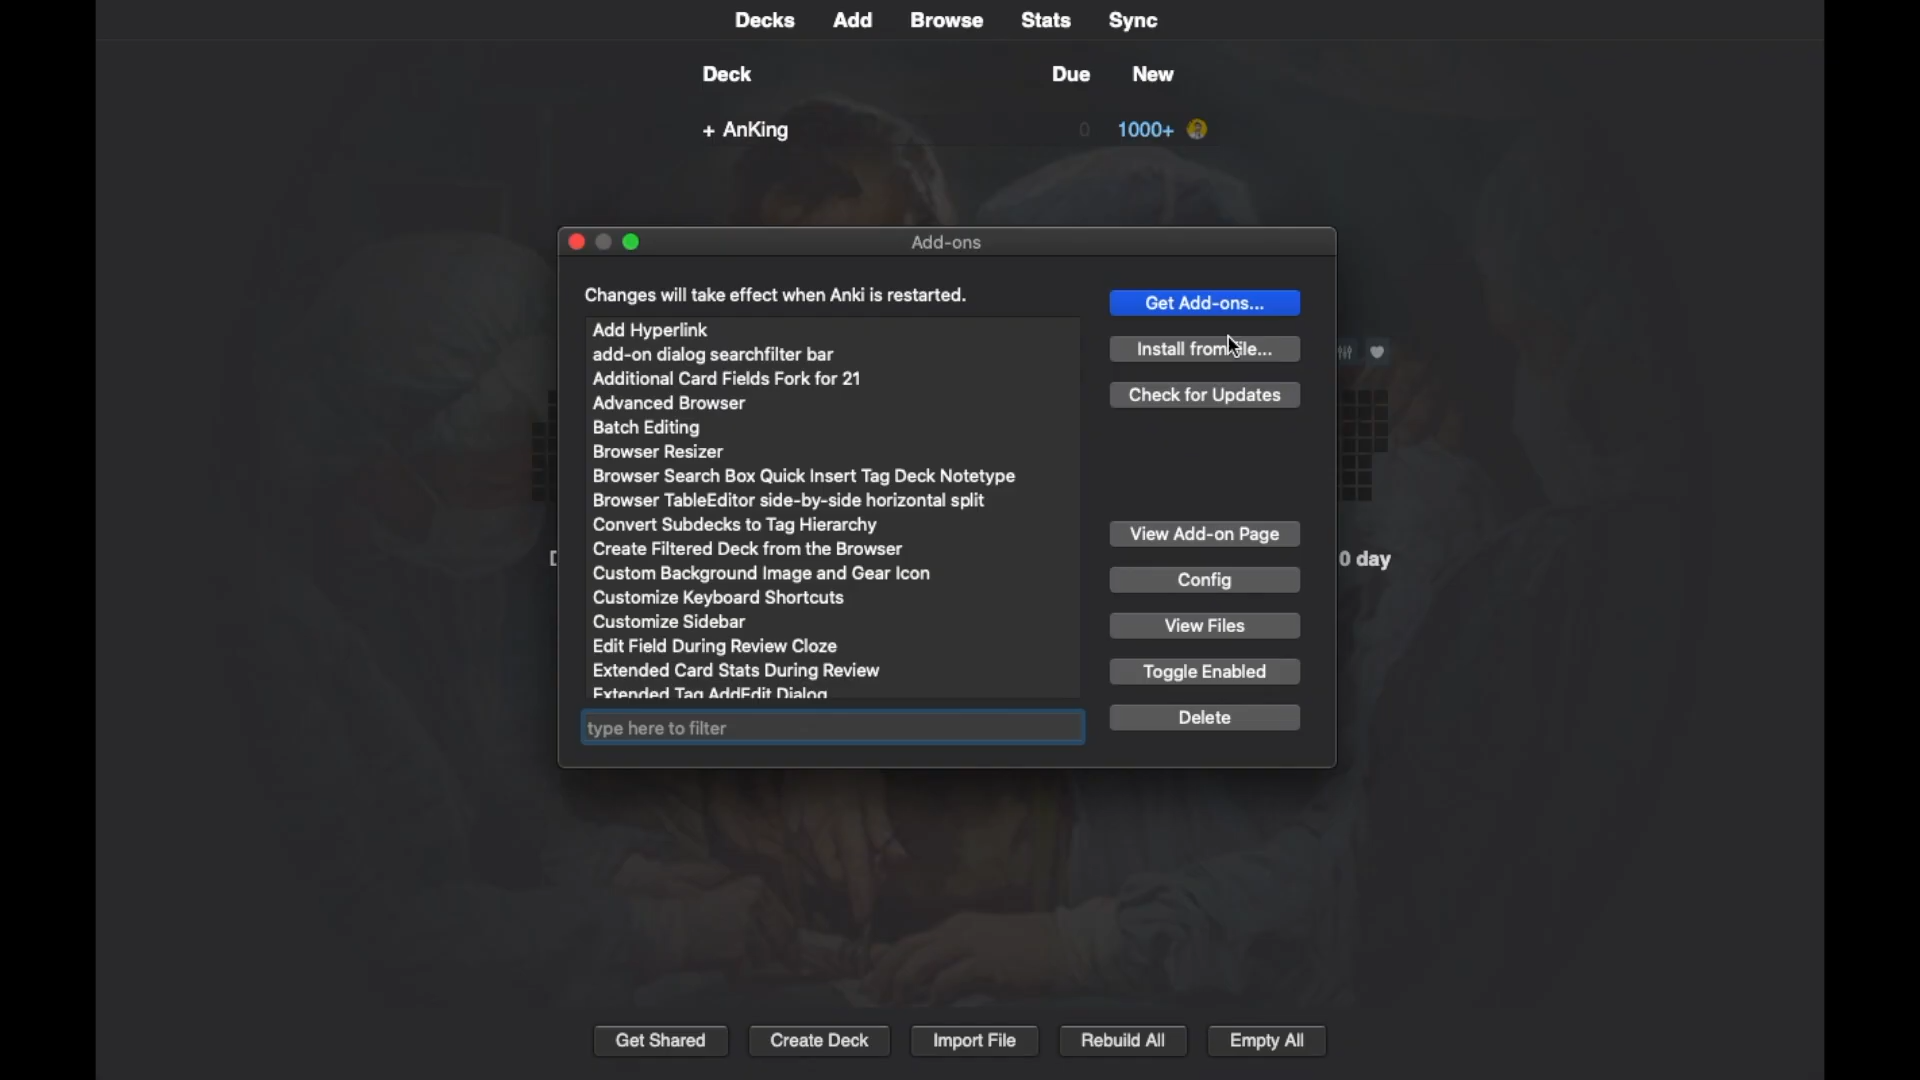 Decks Add Browse Stats Sync
Deck Due New
+ AnKing 0 1000+
Add-ons
Changes will take effect when Anki is restarted.
Get Add-ons...
Add Hyperlink
add-on dialog searchfilter bar
Install from
Additional Card Fields Fork for 21
Check for Updates
Advanced Browser
Batch Editing
Browser Resizer
Browser Search Box Quick Insert Tag Deck Notetype
Browser TableEditor side-by-side horizontal split
Convert Subdecks to Tag Hierarchy
View Add-on Page
Create Filtered Deck from the Browser
0 day
Custom Background Image and Gear Icon
Config
Customize Keyboard Shortcuts
Customize Sidebar
View Files
Edit Field During Review Cloze
Extended Card Stats During Review
Toggle Enabled
Extended Tag AddEdit Dialog
Delete
type here to filter
Get Shared Create Deck Import File Rebuild All Empty All